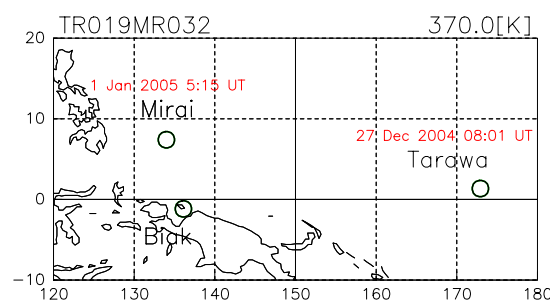 TR019MR032 370.0[K]
20
1 Jan 2005 5:15 UT
Mirai
10
27 Dec 2004 08:01 UT
Tarawa
0
Biak
-10
120 130 140 150 160 170 180